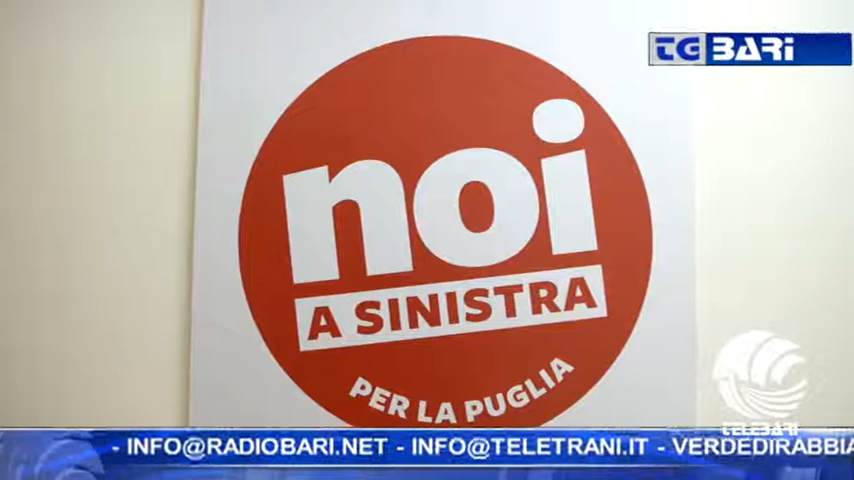 TG BARI
noi
A SINISTRA
PER LA PUGLIA
TELEBARI
- INFO@RADIOBARI.NET - INFO@TELETRANI.IT - VERDEDIRABBIA